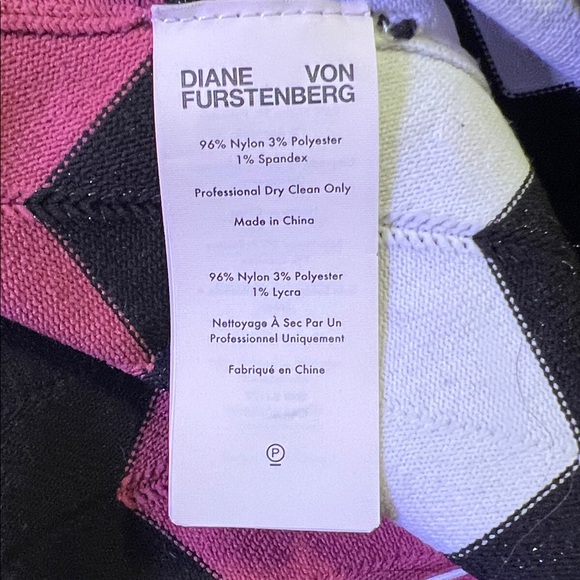 DIANE VON
FURSTENBERG
96% Nylon 3% Polyester
1% Spandex
Professional Dry Clean Only
Made in China
96% Nylon 3% Polyester
1% Lycra
Nettoyage À Sec Par Un
Professionnel Uniquement
Fabriqué en Chine
P